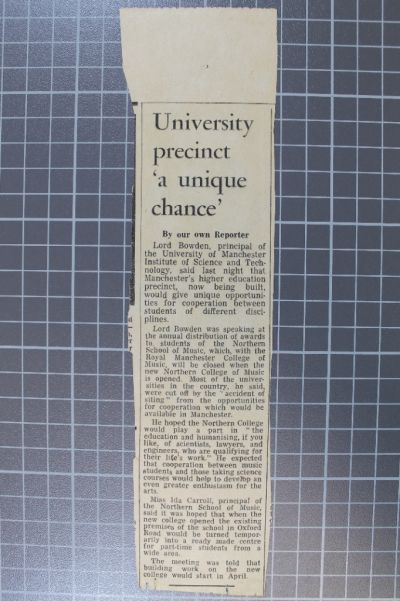 University
precinct
'a unique
chance'
By our own Reporter
Lord Bowden, principal of
the University of Manchester
Institute of Science and Tech-
nology, said last night that
Manchester's higher education
precinct, now being built,
would give unique opportuni-
ties for cooperation between
students of different disci-
plines.
Lord Bowden was speaking at
the annual distribution of awards
to students of the Northern
School of Music, which, with the
Royal Manchester College of
Music, will be closed when the
new Northern College of Music
is opened. Most of the univer-
sities in the country, he said,
were cut off by the "accident of
siting" from the opportunities
for cooperation which would be
available in Manchester.
He hoped the Northern College
would play a part in "the
education and humanising, if you
like, of scientists, lawyers, and
engineers, who are qualifying for
their life's work." He expected
that cooperation between music
students and those taking science
courses would help to develop an
even greater enthusiasm for the
arts.
Miss Ida Carroll, principal of
the Northern School of Music,
said it was hoped that when the
new college opened the existing
premises of the school in Oxford
Road would be turned tempor-
arily into a ready made centre
for part-time students from a
wide area.
The meeting was told that
building work on the new
college would start in April.